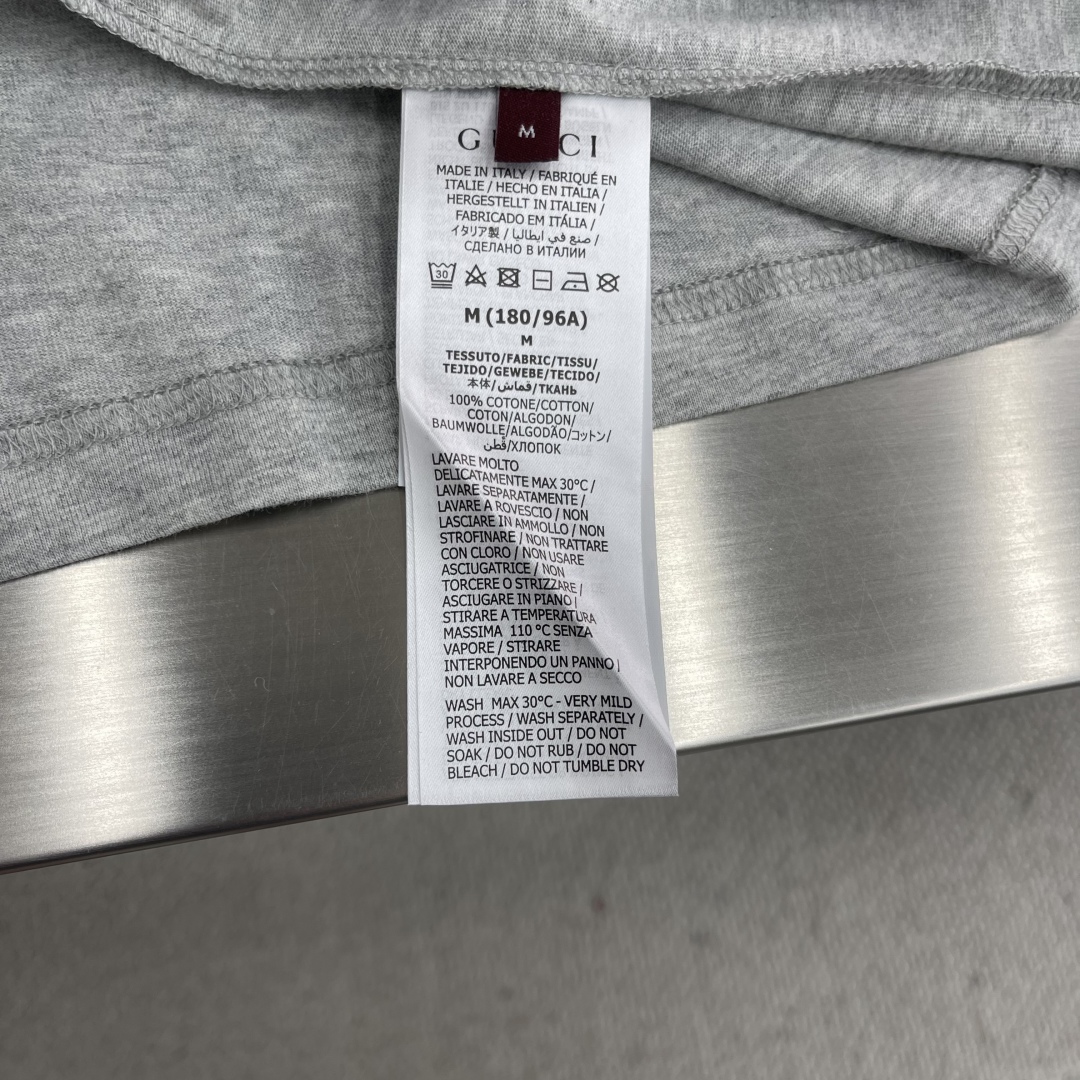 M
GUCCI
MADE IN ITALY / FABRIQUÉ EN
ITALIE / HECHO EN ITALIA /
HERGESTELLT IN ITALIEN /
FABRICADO EM ITÁLIA /
イタリア製 / صنع في ايطاليا /
СДЕЛАНО В ИТАЛИИ
30
M (180/96A)
M
TESSUTO/FABRIC/TISSU/
TEJIDO/GEWEBE/TECIDO/
本体/قماش/ТКАНЬ
100% COTONE/COTTON/
COTON/ALGODON/
BAUMWOLLE/ALGODÃO/コットン/
قطن/ХЛОПОК
LAVARE MOLTO
DELICATAMENTE MAX 30°C /
LAVARE SEPARATAMENTE /
LAVARE A ROVESCIO / NON
LASCIARE IN AMMOLLO / NON
STROFINARE / NON TRATTARE
CON CLORO / NON USARE
ASCIUGATRICE / NON
TORCERE O STRIZZARE /
ASCIUGARE IN PIANO /
STIRARE A TEMPERATURA
MASSIMA 110 °C SENZA
VAPORE / STIRARE
INTERPONENDO UN PANNO /
NON LAVARE A SECCO
WASH MAX 30°C - VERY MILD
PROCESS / WASH SEPARATELY /
WASH INSIDE OUT / DO NOT
SOAK / DO NOT RUB / DO NOT
BLEACH / DO NOT TUMBLE DRY